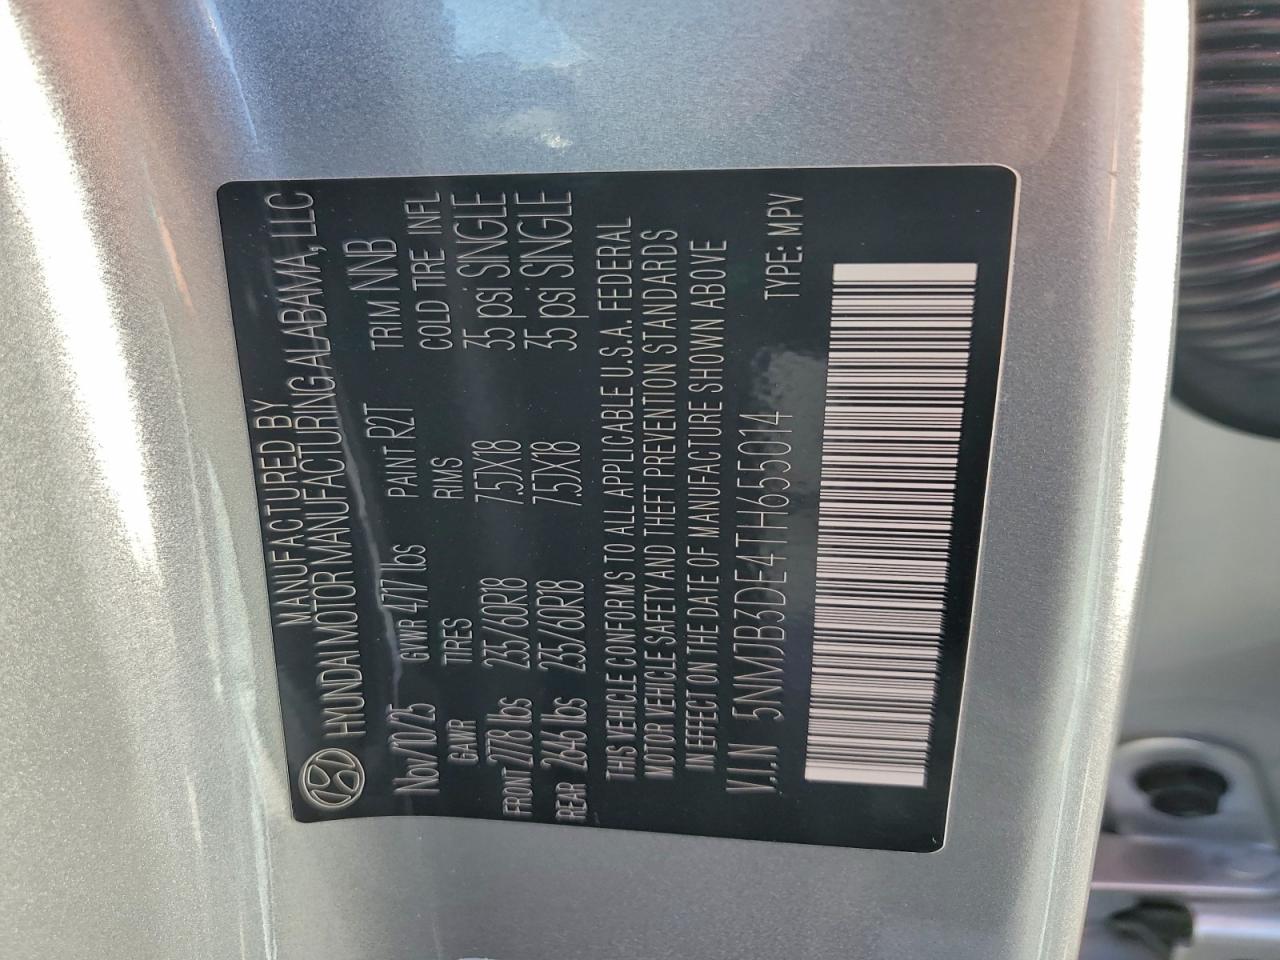 MANUFACTURED BY
HYUNDAI MOTOR MANUFACTURING ALABAMA, LLC
Nov/10/25 GVWR 4717 lbs PAINT R2T TRIM NNB
GAWR TIRES RIMS COLD TIRE INFL
FRONT 2778 lbs 235/60R18 7.5JX18 35 psi SINGLE
REAR 2646 lbs 235/60R18 7.5JX18 35 psi SINGLE
THIS VEHICLE CONFORMS TO ALL APPLICABLE U.S.A. FEDERAL
MOTOR VEHICLE SAFETY AND THEFT PREVENTION STANDARDS
IN EFFECT ON THE DATE OF MANUFACTURE SHOWN ABOVE
V.I.N 5NMJB3DE4TH655014 TYPE: MPV